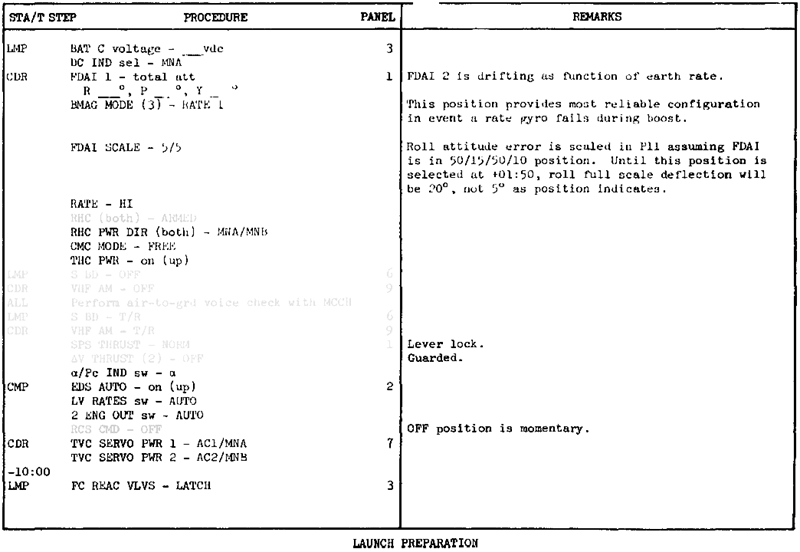 STA/T STEP PROCEDURE PANEL REMARKS
LMP BAT C voltage - ___vdc 3
DC IND sel - MNA
CDR FDAI 1 - total att 1 FDAI 2 is drifting as function of earth rate.
R ___°, P ___°, Y ___°
BMAG MODE (3) - RATE 1 This position provides most reliable configuration
in event a rate gyro fails during boost.
FDAI SCALE - 5/5 Roll attitude error is scaled in P11 assuming FDAI
is in 50/15/50/10 position. Until this position is
selected at +01:50, roll full scale deflection will
be 20°, not 5° as position indicates.
RATE - HI
RHC (both) - ARMED
RHC PWR DIR (both) - MNA/MNB
CMC MODE - FREE
THC PWR - on (up)
LMP S BD - OFF 6
CDR VHF AM - OFF 9
ALL Perform air-to-grd voice check with MCCH
LMP S BD - T/R 6
CDR VHF AM - T/R 9
SPS THRUST - NORM 1 Lever lock.
ΔV THRUST (2) - OFF Guarded.
α/Pc IND sw - α
CMP EDS AUTO - on (up) 2
LV RATES sw - AUTO
2 ENG OUT sw - AUTO
RCS CMD - OFF OFF position is momentary.
CDR TVC SERVO PWR 1 - AC1/MNA 7
TVC SERVO PWR 2 - AC2/MNB
-10:00
LMP FC REAC VLVS - LATCH 3
LAUNCH PREPARATION